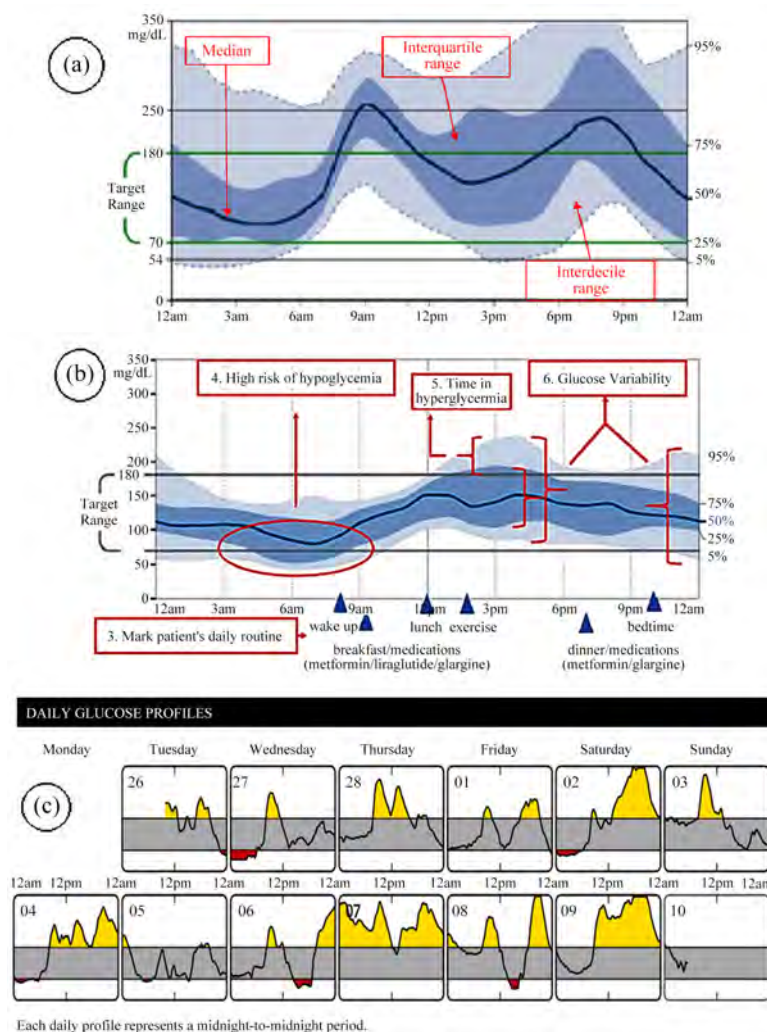 350
mg/dL
(a)
Median
Interquartile
range
95%
250
180
75%
Target
Range
50%
70
25%
54
5%
Interdecile
range
0
12am 3am 6am 9am 12am 3pm 6pm 9pm 12am
(b)
350
mg/dL
300
4. High risk of hypoglycemia
5. Time in
hyperglycermia
6. Glucose Variability
250
200
95%
180
Target
Range
150
75%
50%
100
25%
5%
50
0
12am 3am 6am 9am 12am 3pm 6pm 9pm 12am
3. Mark patient's daily routine
wake up lunch exercise bedtime
breakfast/medications dinner/medications
(metformin/liraglutide/glargine) (metformin/glargine)
DAILY GLUCOSE PROFILES
Monday Tuesday Wednesday Thursday Friday Saturday Sunday
(c)
26 27 28 01 02 03
12am 12pm 12am 12pm 12am 12pm 12am 12pm 12am 12pm 12am 12pm 12am 12pm 12am
04 05 06 07 08 09 10
Each daily profile represents a midnight-to-midnight period.